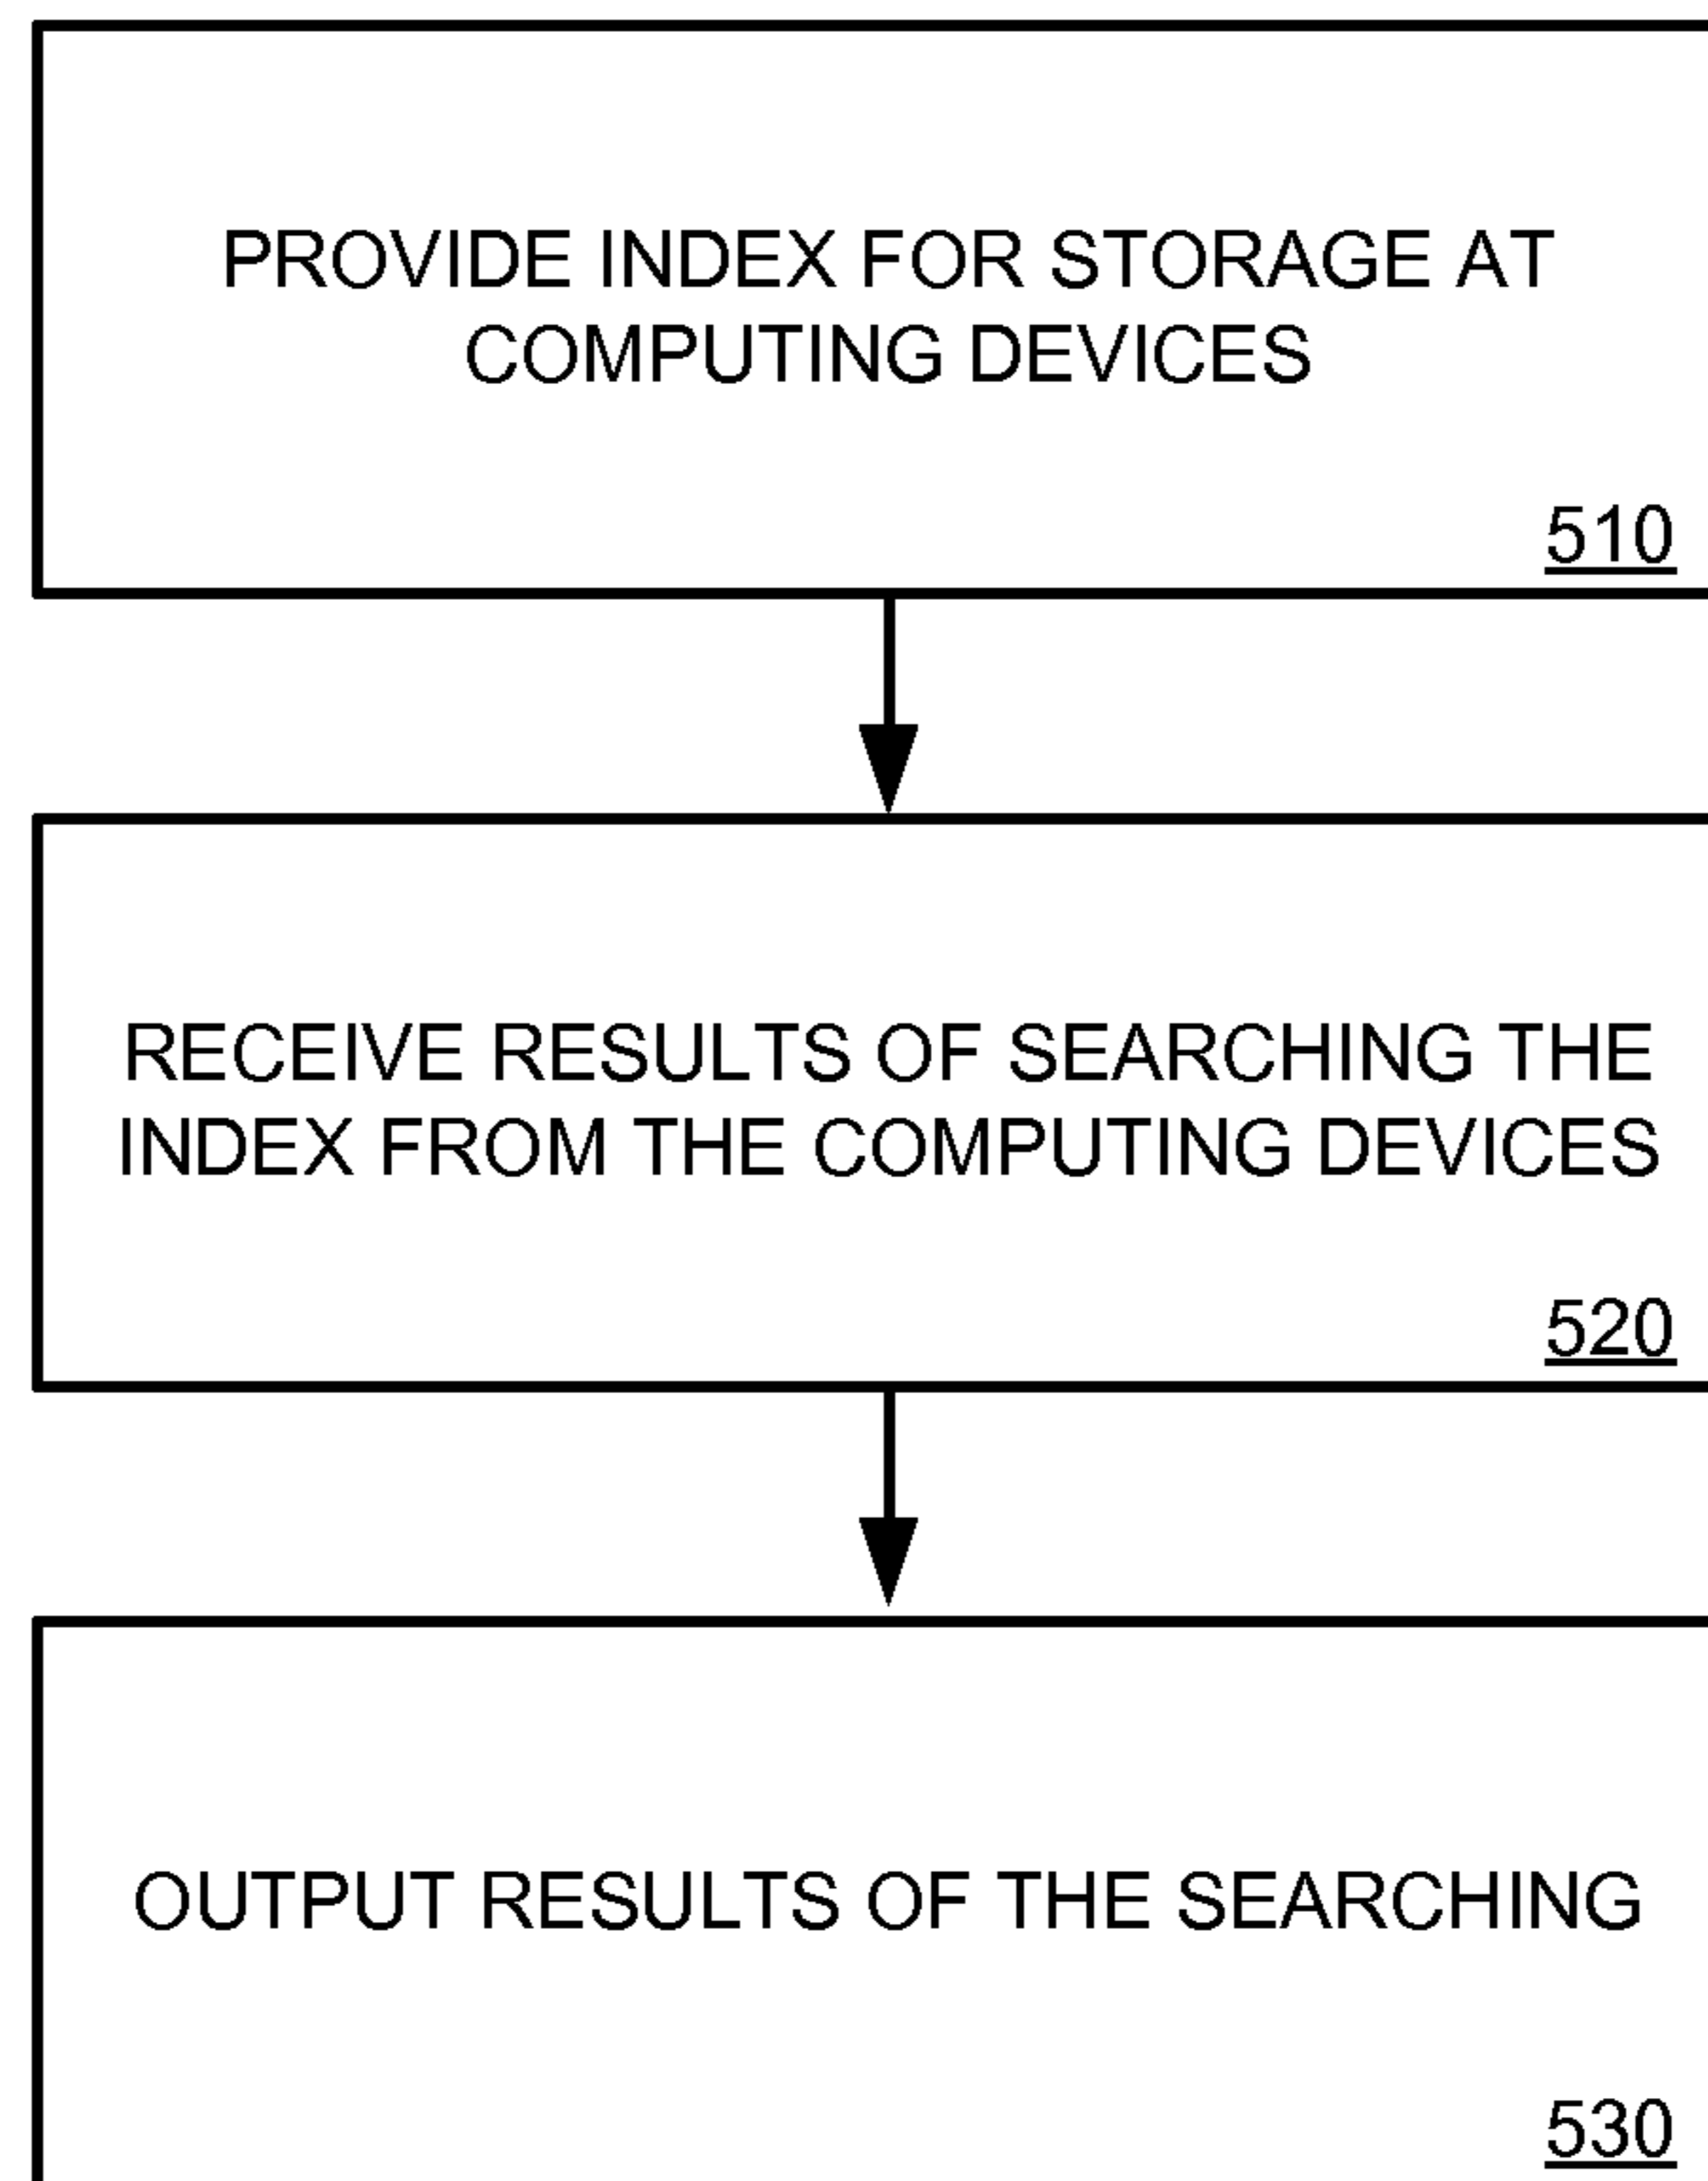 PROVIDE INDEX FOR STORAGE AT
COMPUTING DEVICES
510
RECEIVE RESULTS OF SEARCHING THE
INDEX FROM THE COMPUTING DEVICES
520
OUTPUT RESULTS OF THE SEARCHING
530